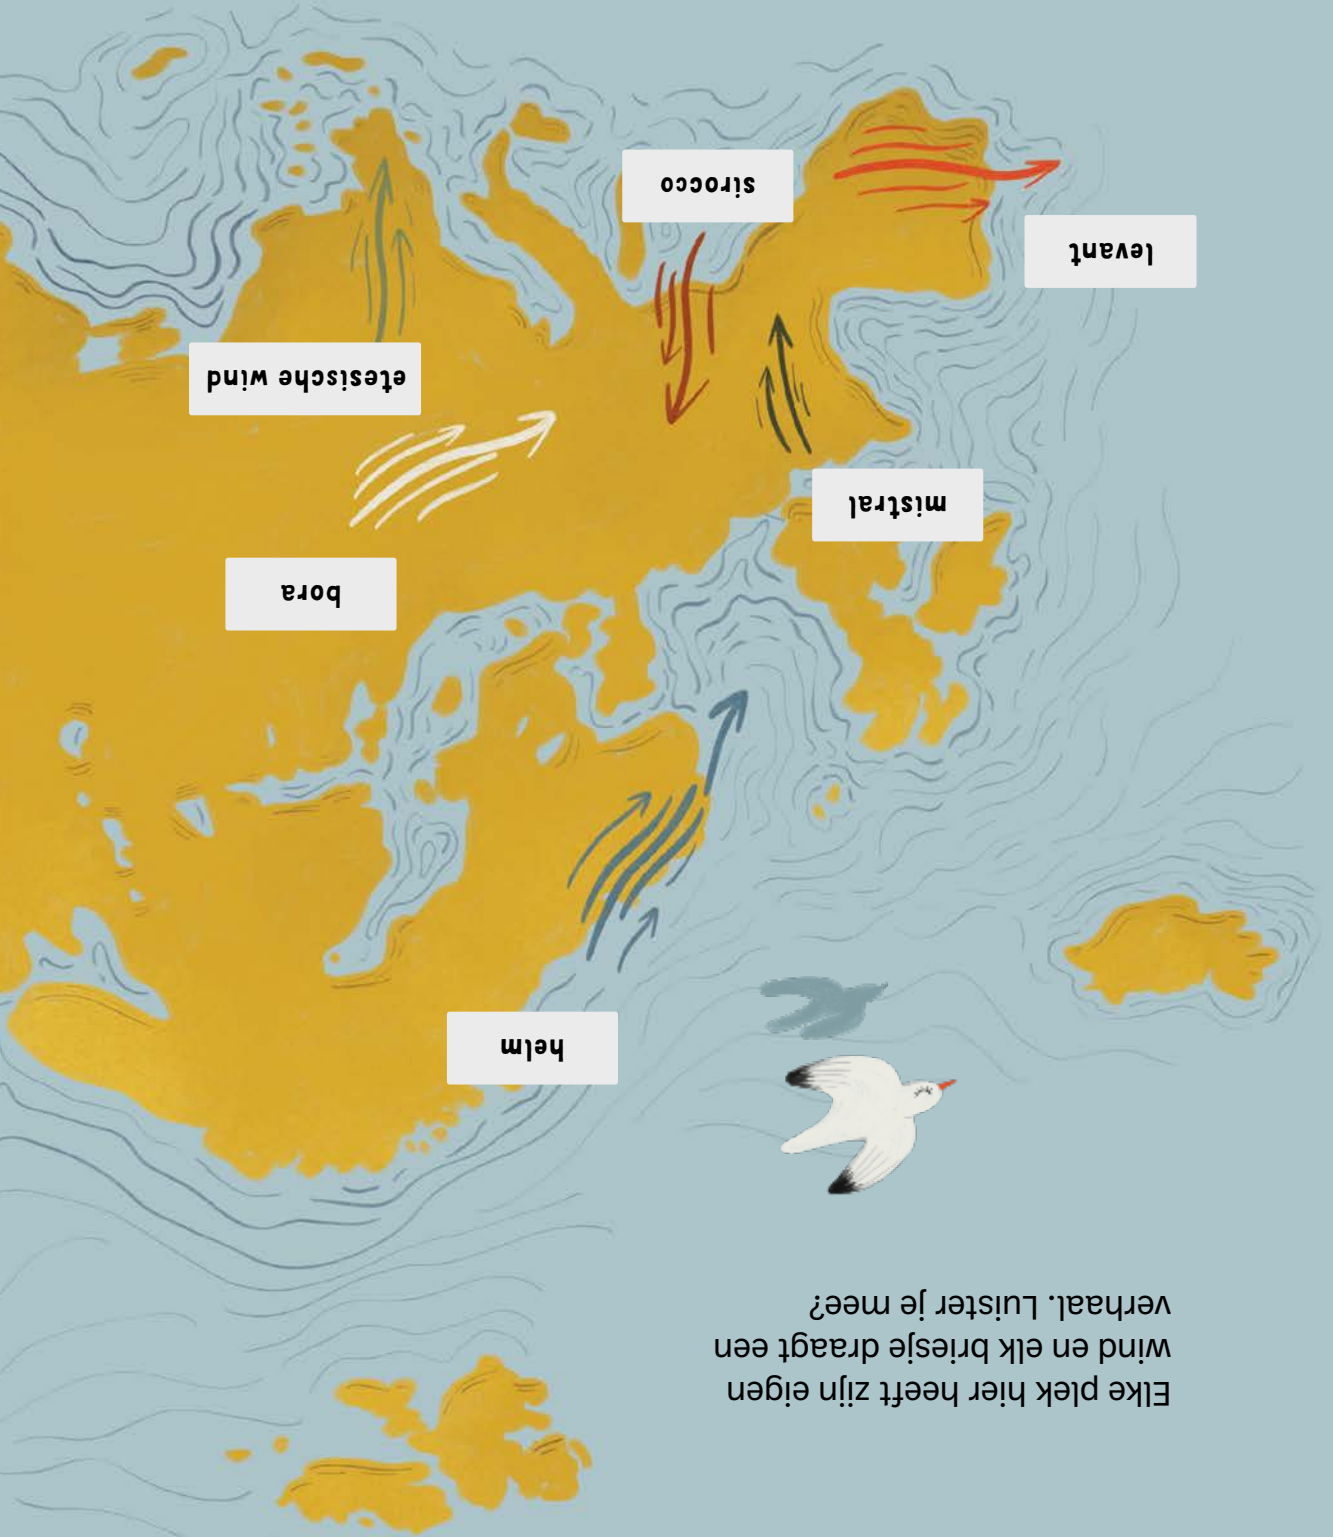 Elke plek hier heeft zijn eigen
wind en elk briesje draagt een
verhaal. Luister je mee?
helm
bora
mistral
etesische wind
levant
sirocco